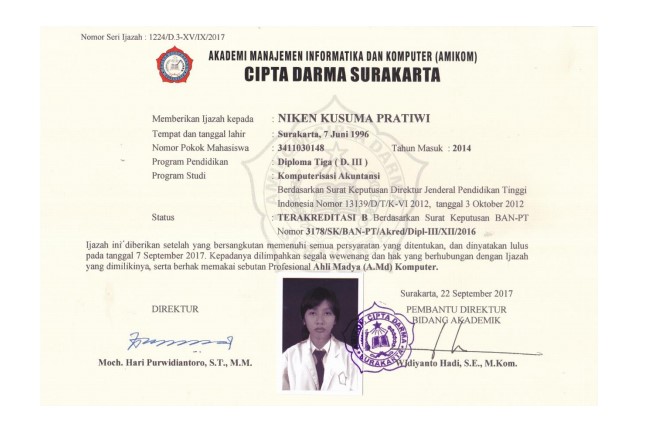 Nomor Seri Ijazah : 1224/D.3-XV/IX/2017
AKADEMI MANAJEMEN INFORMATIKA DAN KOMPUTER (AMIKOM)
CIPTA DARMA SURAKARTA
Memberikan Ijazah kepada : NIKEN KUSUMA PRATIWI
Tempat dan tanggal lahir : Surakarta, 7 Juni 1996
Nomor Pokok Mahasiswa : 3411030148 Tahun Masuk : 2014
Program Pendidikan : Diploma Tiga ( D. III )
Program Studi : Komputerisasi Akuntansi
Berdasarkan Surat Keputusan Direktur Jenderal Pendidikan Tinggi
Indonesia Nomor 13139/D/T/K-VI 2012, tanggal 3 Oktober 2012
Status : TERAKREDITASI B Berdasarkan Surat Keputusan BAN-PT
Nomor 3178/SK/BAN-PT/Akred/Dipl-III/XII/2016
Ijazah ini diberikan setelah yang bersangkutan memenuhi semua persyaratan yang ditentukan, dan dinyatakan lulus
pada tanggal 7 September 2017. Kepadanya dilimpahkan segala wewenang dan hak yang berhubungan dengan Ijazah
yang dimilikinya, serta berhak memakai sebutan Profesional Ahli Madya (A.Md) Komputer.
Surakarta, 22 September 2017
DIREKTUR
PEMBANTU DIREKTUR
BIDANG AKADEMIK
CIPTA DARMA
SURAKARTA
Moch. Hari Purwidiantoro, S.T., M.M.
Widiyanto Hadi, S.E., M.Kom.